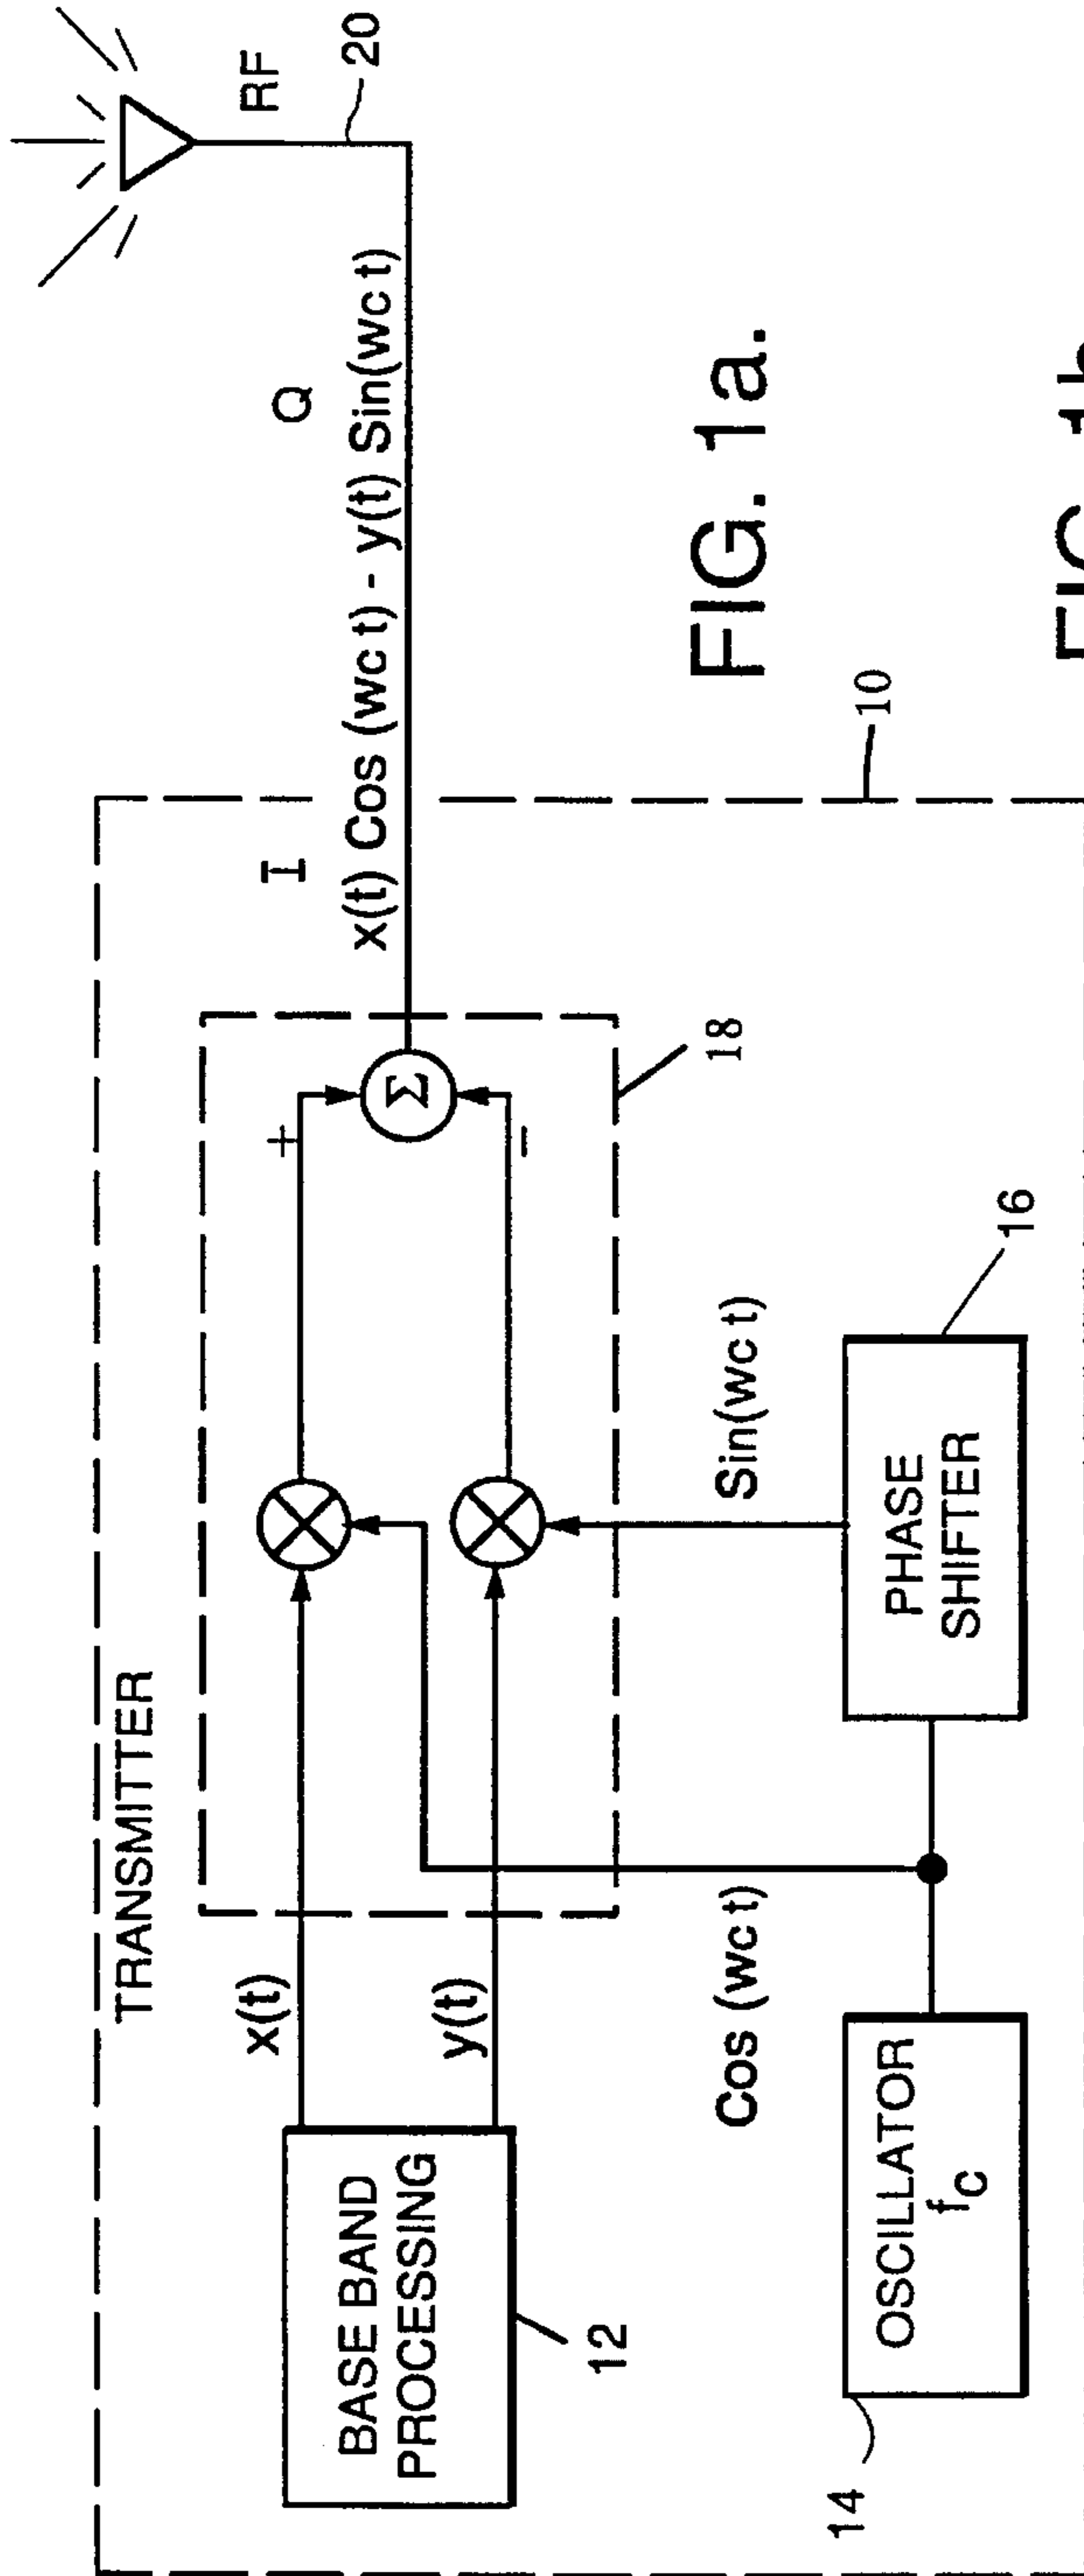 TRANSMITTER
BASE BAND
PROCESSING
12
x(t)
y(t)
+
-
Σ
18
I
Q
x(t) Cos (wc t) - y(t) Sin(wc t)
RF
20
OSCILLATOR
fc
14
Cos (wc t)
Sin(wc t)
PHASE
SHIFTER
16
10
FIG. 1a.